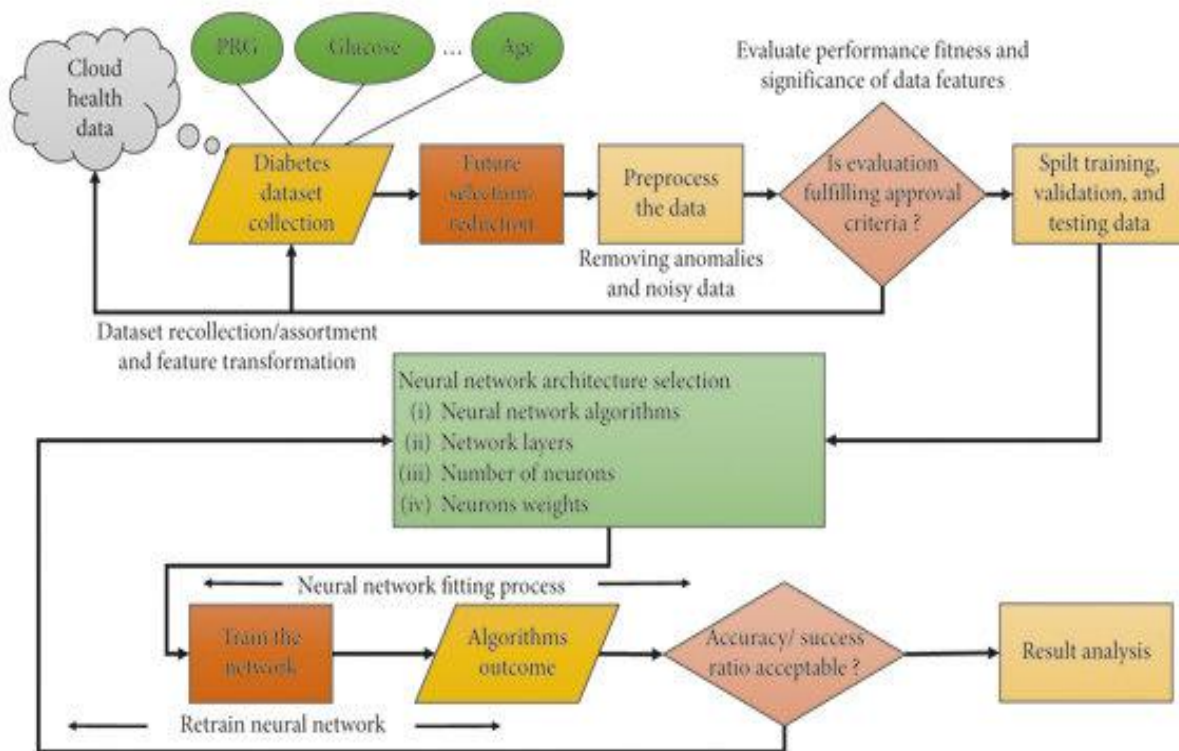 PRG
Glucose
...
Age
Cloud
health
data
Evaluate performance fitness and
significance of data features
Diabetes
dataset
collection
Future
selection/
reduction
Preprocess
the data
Is evaluation
fulfilling approval
criteria ?
Spilt training,
validation, and
testing data
Removing anomalies
and noisy data
Dataset recollection/assortment
and feature transformation
Neural network architecture selection
(i) Neural network algorithms
(ii) Network layers
(iii) Number of neurons
(iv) Neurons weights
Neural network fitting process
Train the
network
Algorithms
outcome
Accuracy/ success
ratio acceptable ?
Result analysis
Retrain neural network